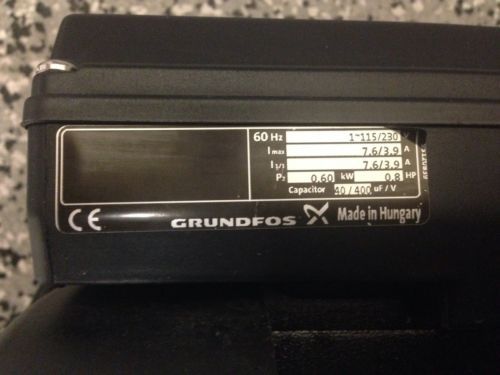 60 Hz 1~115/230 V
Imax 7.6/3.9 A
I1/1 7.6/3.9 A
P2 0.60 kW 0.8 HP
Capacitor 40/400 uF/V
CE GRUNDFOS Made in Hungary